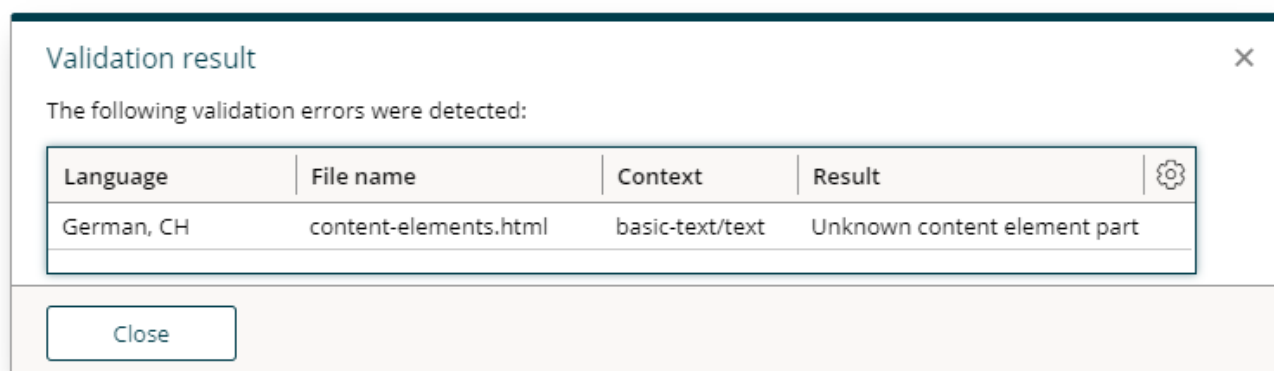 Validation result
The following validation errors were detected:
Language File name Context Result
German, CH content-elements.html basic-text/text Unknown content element part
Close